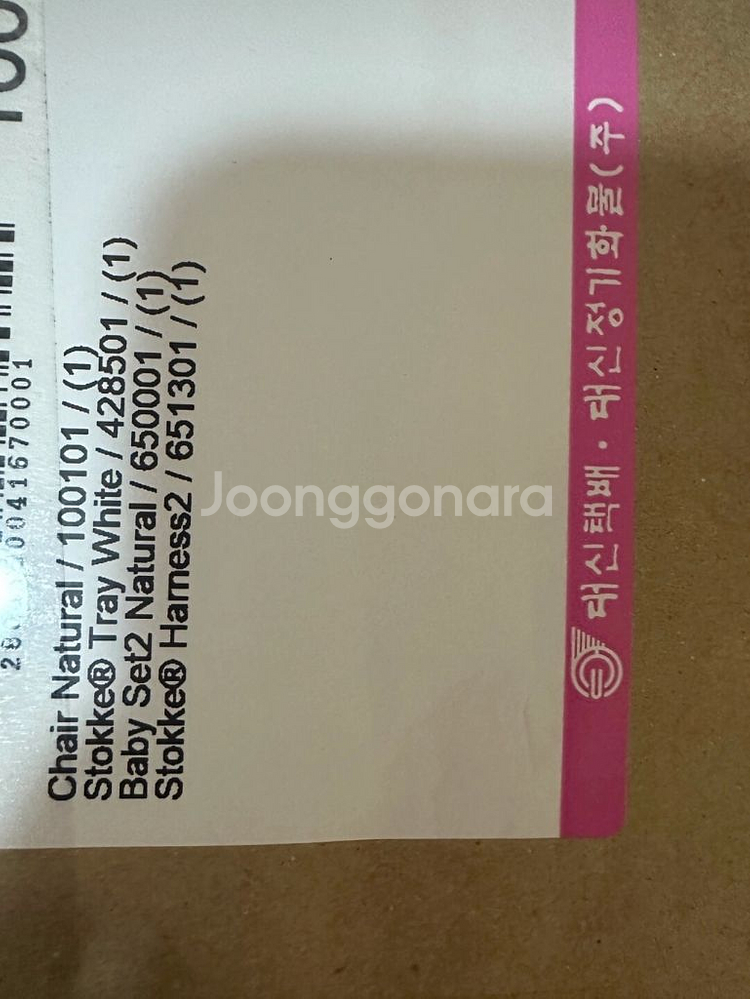 0041670001
Chair Natural / 100101 / (1)
Stokke® Tray White / 428501 / (1)
Baby Set2 Natural / 650001 / (1)
Stokke® Harness2 / 651301 / (1)
대신택배 · 대신정기화물(주)
Joonggonara